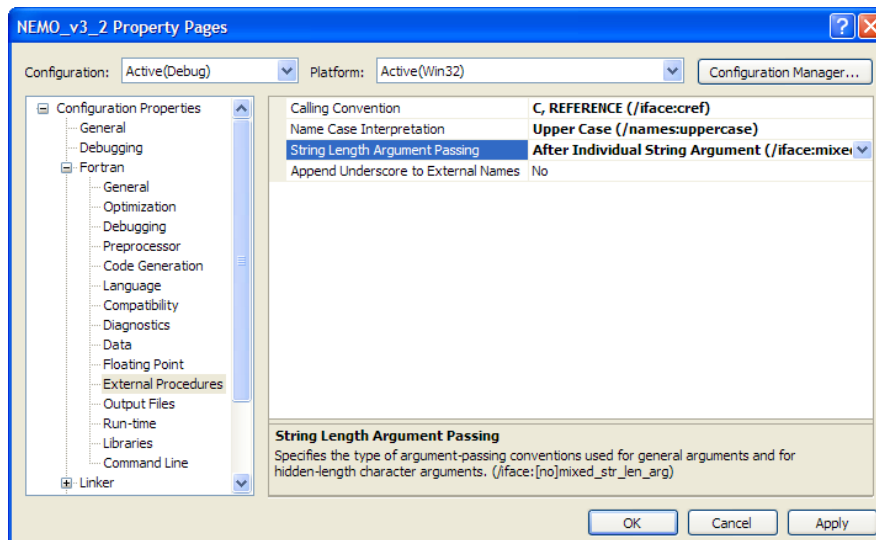 NEMO_v3_2 Property Pages
Configuration: Active(Debug) Platform: Active(Win32) Configuration Manager...
Configuration Properties
General
Debugging
Fortran
General
Optimization
Debugging
Preprocessor
Code Generation
Language
Compatibility
Diagnostics
Data
Floating Point
External Procedures
Output Files
Run-time
Libraries
Command Line
Linker
Calling Convention C, REFERENCE (/iface:cref)
Name Case Interpretation Upper Case (/names:uppercase)
String Length Argument Passing After Individual String Argument (/iface:mixe
Append Underscore to External Names No
String Length Argument Passing
Specifies the type of argument-passing conventions used for general arguments and for
hidden-length character arguments. (/iface:[no]mixed_str_len_arg)
OK Cancel Apply